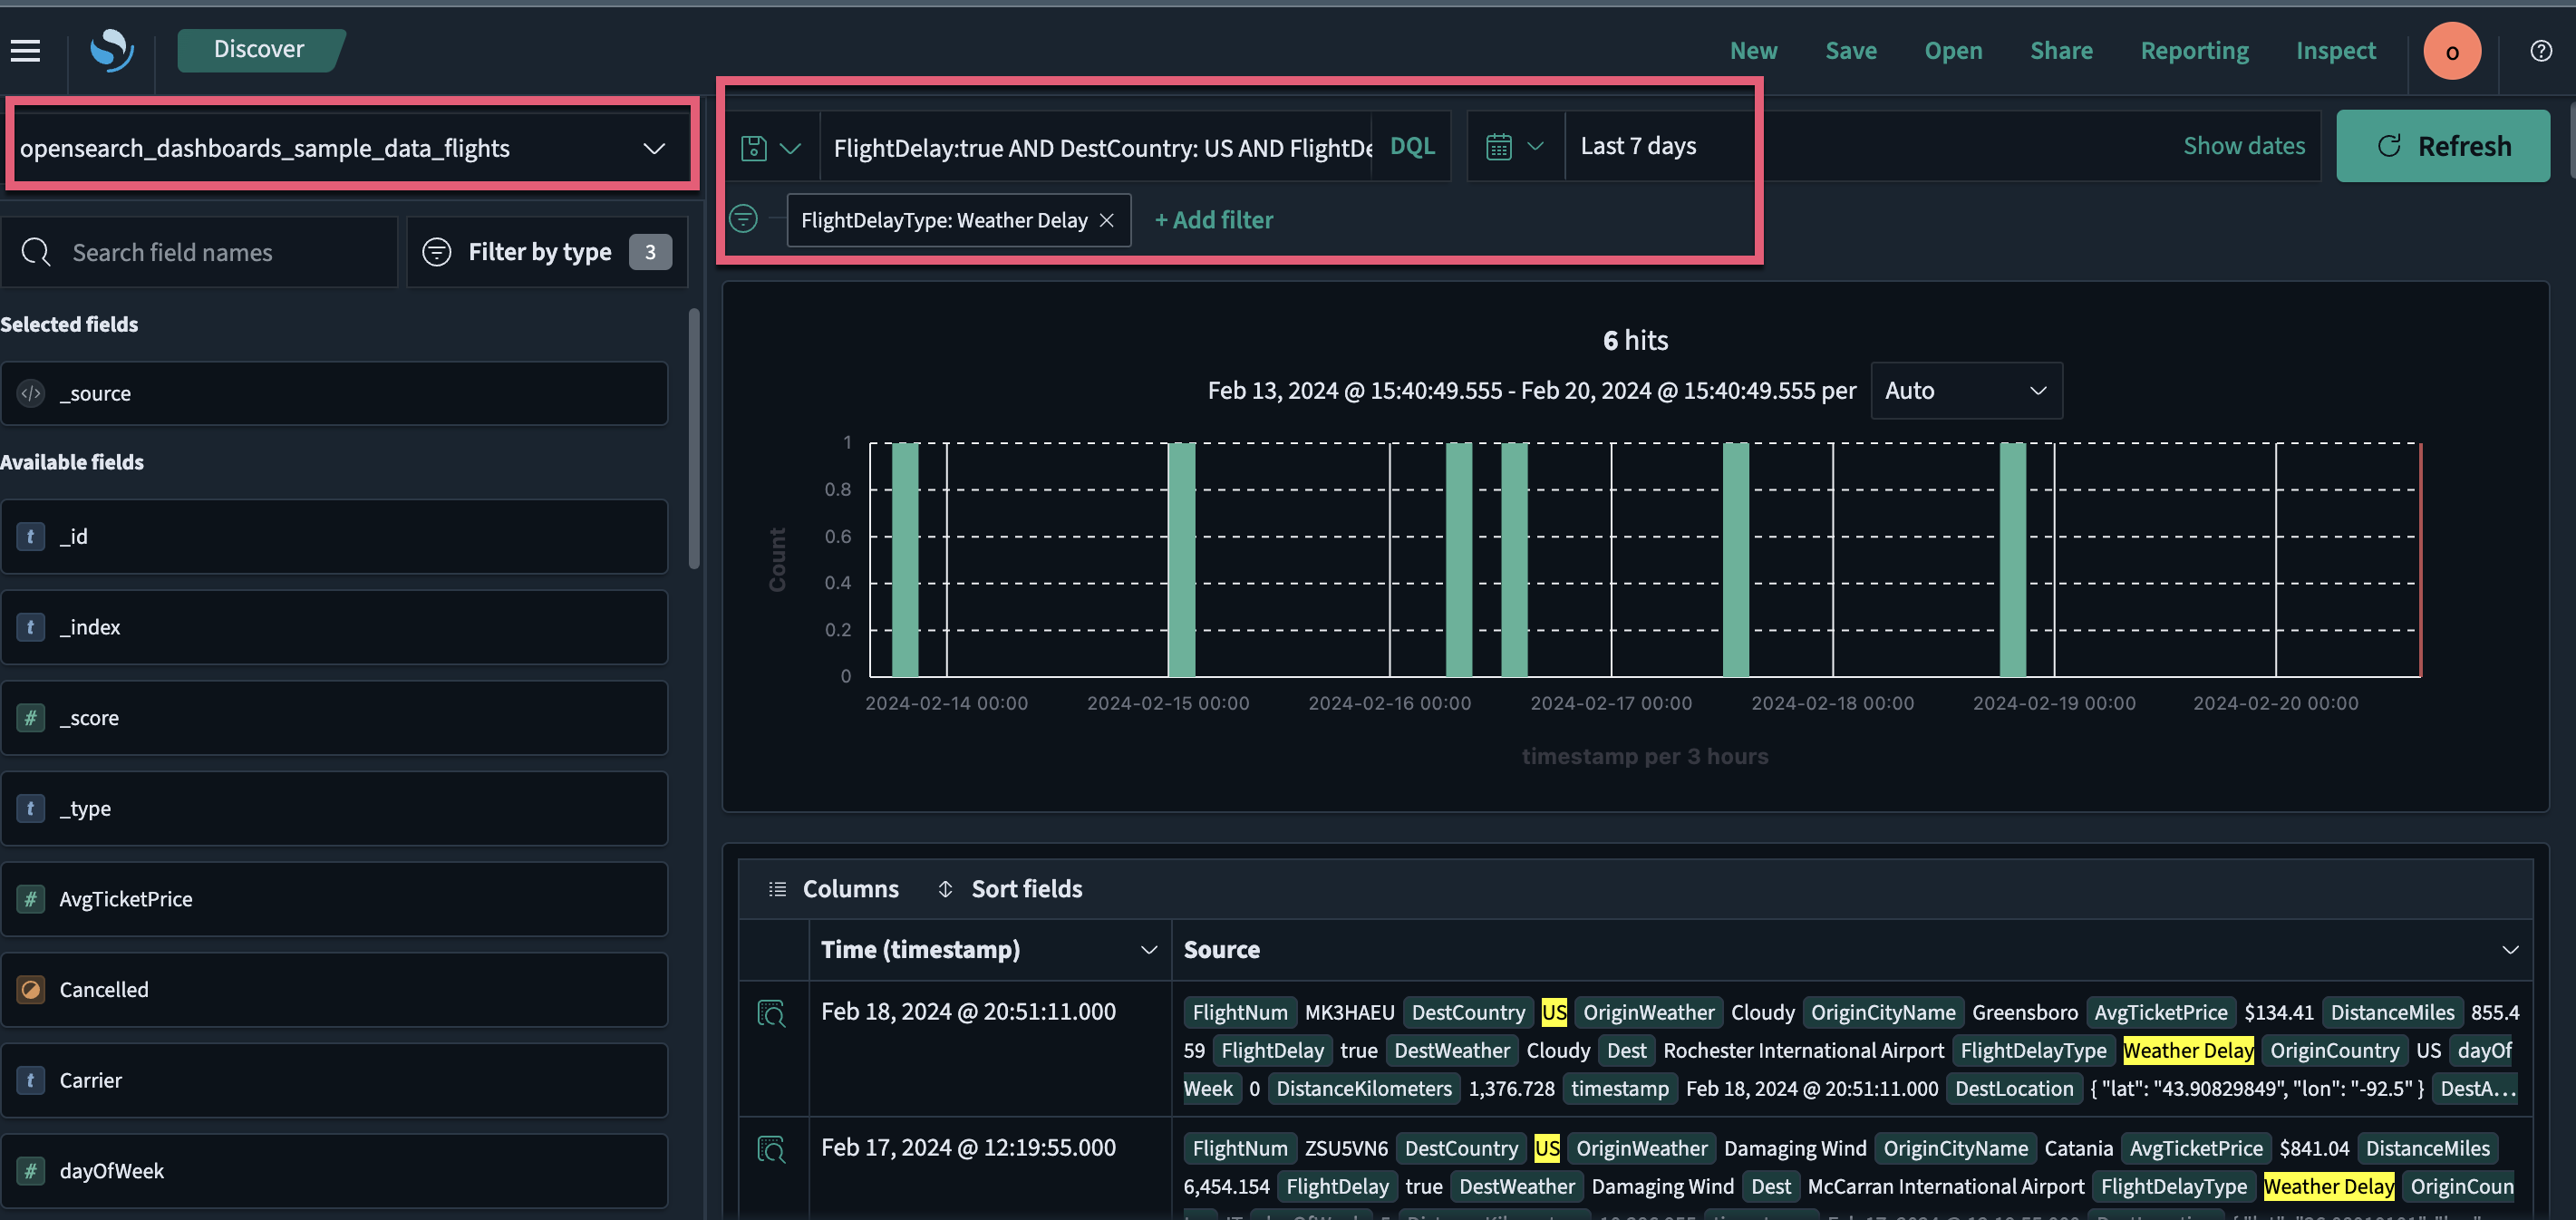 Discover
New Save Open Share Reporting Inspect o
opensearch_dashboards_sample_data_flights
FlightDelay:true AND DestCountry: US AND FlightDe DQL Last 7 days Show dates Refresh
FlightDelayType: Weather Delay + Add filter
Search field names Filter by type 3
Selected fields
_source
Available fields
t _id
t _index
# _score
t _type
# AvgTicketPrice
Cancelled
t Carrier
# dayOfWeek
6 hits
Feb 13, 2024 @ 15:40:49.555 - Feb 20, 2024 @ 15:40:49.555 per Auto
Count
1
0.8
0.6
0.4
0.2
0
2024-02-14 00:00 2024-02-15 00:00 2024-02-16 00:00 2024-02-17 00:00 2024-02-18 00:00 2024-02-19 00:00 2024-02-20 00:00
timestamp per 3 hours
Columns Sort fields
Time (timestamp) Source
Feb 18, 2024 @ 20:51:11.000
FlightNum MK3HAEU DestCountry US OriginWeather Cloudy OriginCityName Greensboro AvgTicketPrice $134.41 DistanceMiles 855.4
59 FlightDelay true DestWeather Cloudy Dest Rochester International Airport FlightDelayType Weather Delay OriginCountry US dayOf
Week 0 DistanceKilometers 1,376.728 timestamp Feb 18, 2024 @ 20:51:11.000 DestLocation { "lat": "43.90829849", "lon": "-92.5" } DestA...
Feb 17, 2024 @ 12:19:55.000
FlightNum ZSU5VN6 DestCountry US OriginWeather Damaging Wind OriginCityName Catania AvgTicketPrice $841.04 DistanceMiles
6,454.154 FlightDelay true DestWeather Damaging Wind Dest McCarran International Airport FlightDelayType Weather Delay OriginCoun